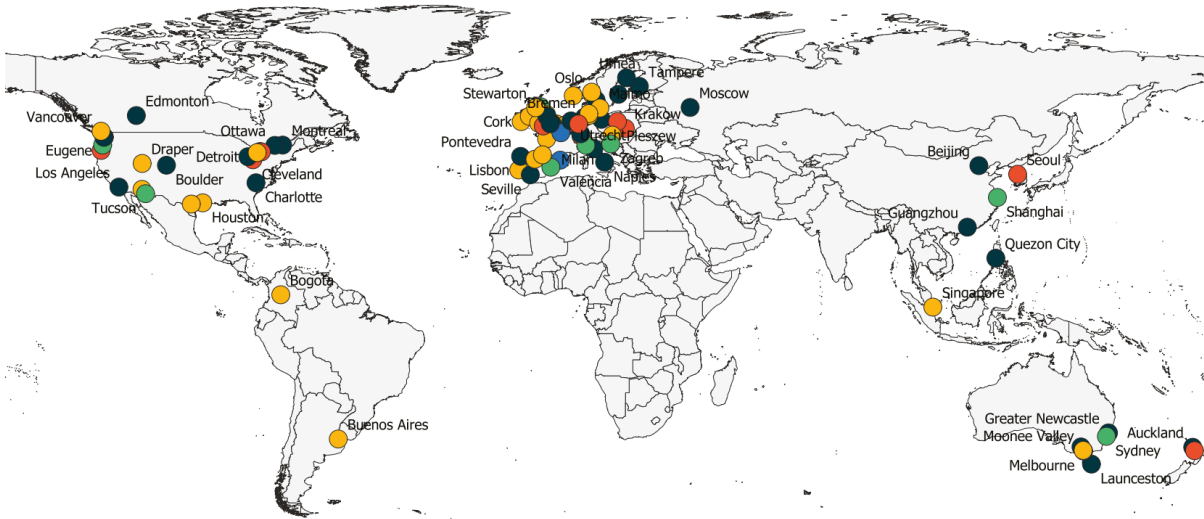 Umea
Oslo
Tampere
Stewarton
Malmo
Edmonton
Bremen
Moscow
Vancouver
Cork
Krakow
Ottawa
Montreal
UtrechtPleszew
Pontevedra
Eugene
Draper
Detroit
Beijing
Seoul
Milan
Zagreb
Los Angeles
Cleveland
Lisbon
Boulder
Naples
Valencia
Seville
Charlotte
Tucson
Shanghai
Houston
Guangzhou
Quezon City
Bogota
Singapore
Buenos Aires
Greater Newcastle
Moonee Valley
Auckland
Sydney
Melbourne
Launceston